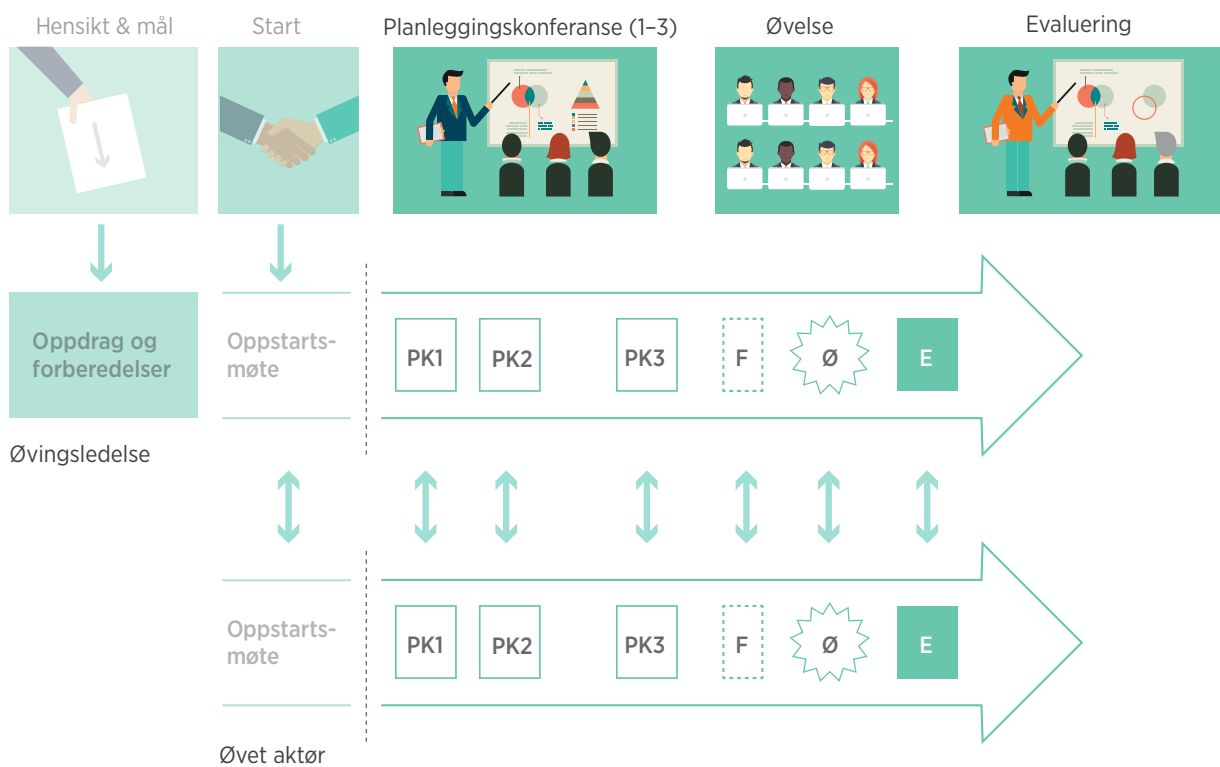 Hensikt & mål
Start
Planleggingskonferanse (1–3)
Øvelse
Evaluering
Oppdrag og
forberedelser
Oppstarts-
møte
PK1
PK2
PK3
F
Ø
E
Øvingsledelse
Oppstarts-
møte
PK1
PK2
PK3
F
Ø
E
Øvet aktør